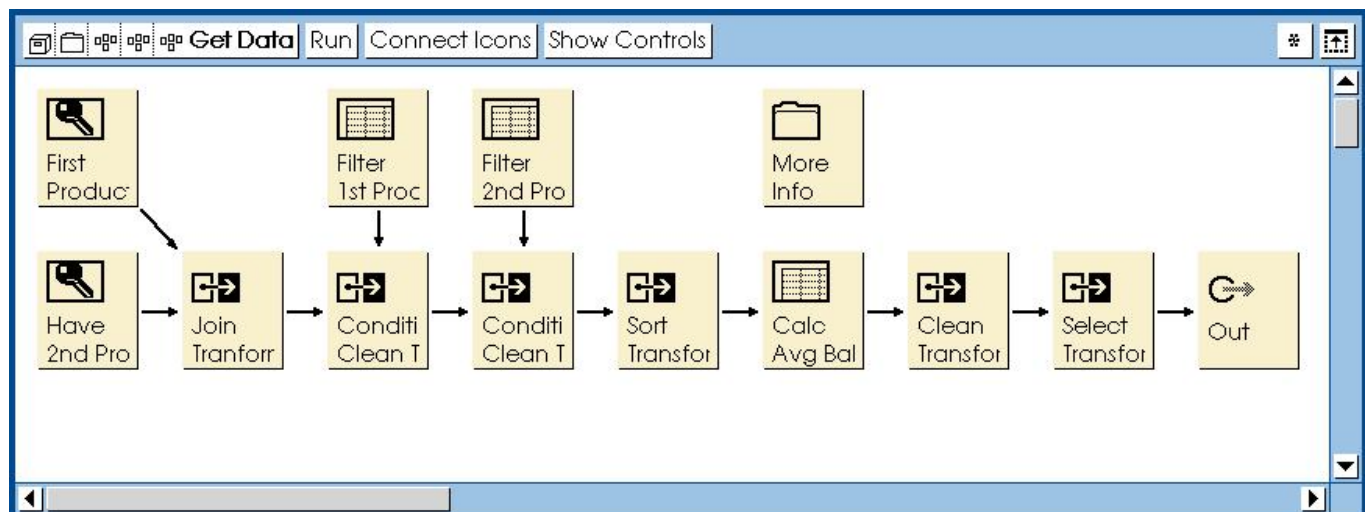 Get Data Run Connect Icons Show Controls
First
Produc
Filter
1st Proc
Filter
2nd Pro
More
Info
Have
2nd Pro
Join
Tranforr
Conditi
Clean T
Conditi
Clean T
Sort
Transfor
Calc
Avg Bal
Clean
Transfor
Select
Transfor
Out